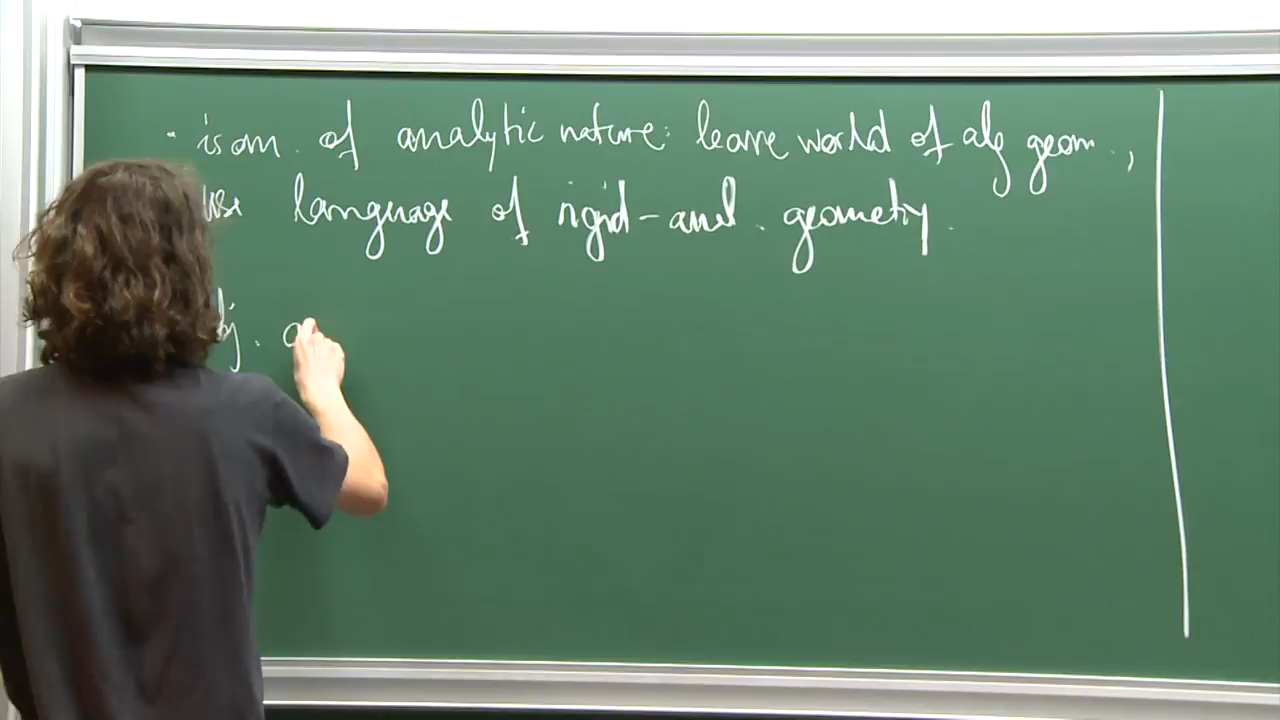 - isom. of analytic nature: leave world of alg geom.,
use language of rigid-anal. geometry.